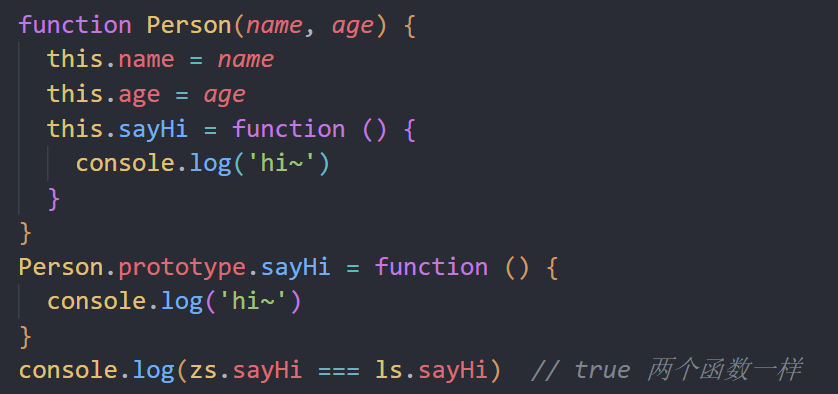 function Person(name, age) {
  this.name = name
  this.age = age
  this.sayHi = function () {
    console.log('hi~')
  }
}
Person.prototype.sayHi = function () {
  console.log('hi~')
}
console.log(zs.sayHi === ls.sayHi)  // true 两个函数一样